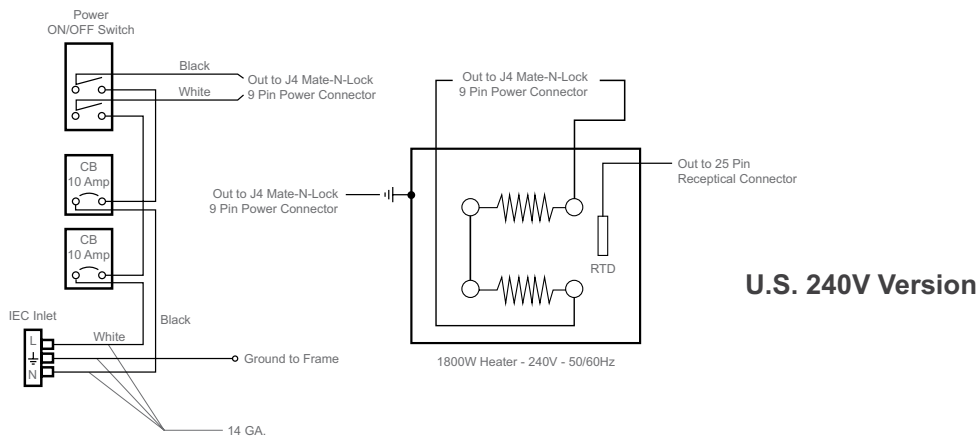 Power
ON/OFF Switch
Black
Out to J4 Mate-N-Lock
White
9 Pin Power Connector
Out to J4 Mate-N-Lock
9 Pin Power Connector
CB
10 Amp
Out to 25 Pin
Receptical Connector
Out to J4 Mate-N-Lock
9 Pin Power Connector
CB
10 Amp
RTD
U.S. 240V Version
IEC Inlet
Black
White
L
Ground to Frame
N
1800W Heater - 240V - 50/60Hz
14 GA.